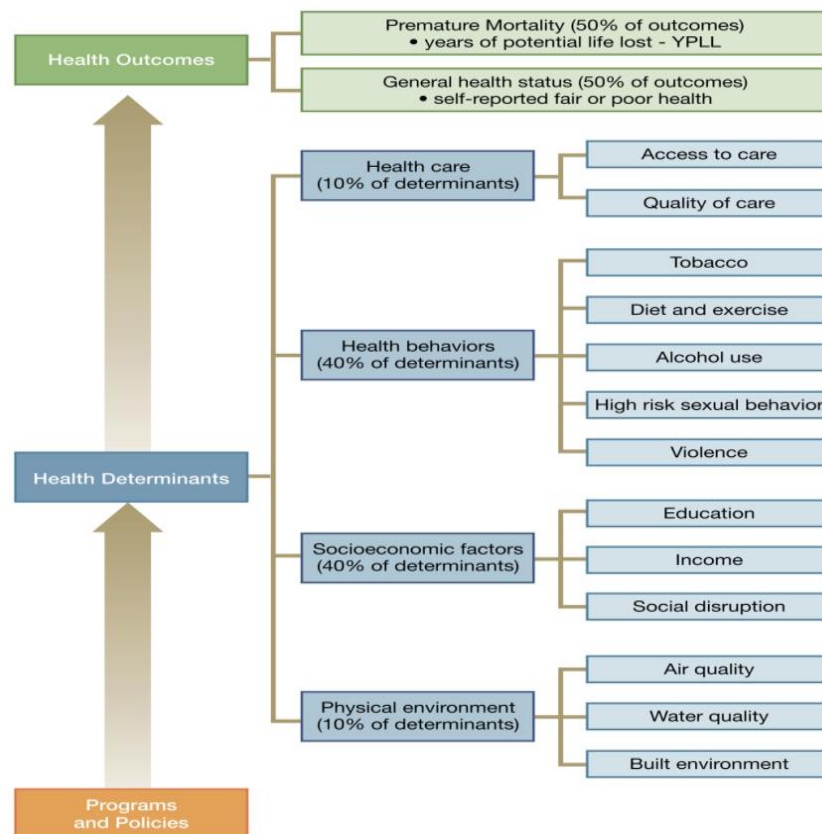 Health Outcomes
Premature Mortality (50% of outcomes)
• years of potential life lost - YPLL
General health status (50% of outcomes)
• self-reported fair or poor health
Health Determinants
Health care
(10% of determinants)
Access to care
Quality of care
Health behaviors
(40% of determinants)
Tobacco
Diet and exercise
Alcohol use
High risk sexual behavior
Violence
Socioeconomic factors
(40% of determinants)
Education
Income
Social disruption
Physical environment
(10% of determinants)
Air quality
Water quality
Built environment
Programs
and Policies